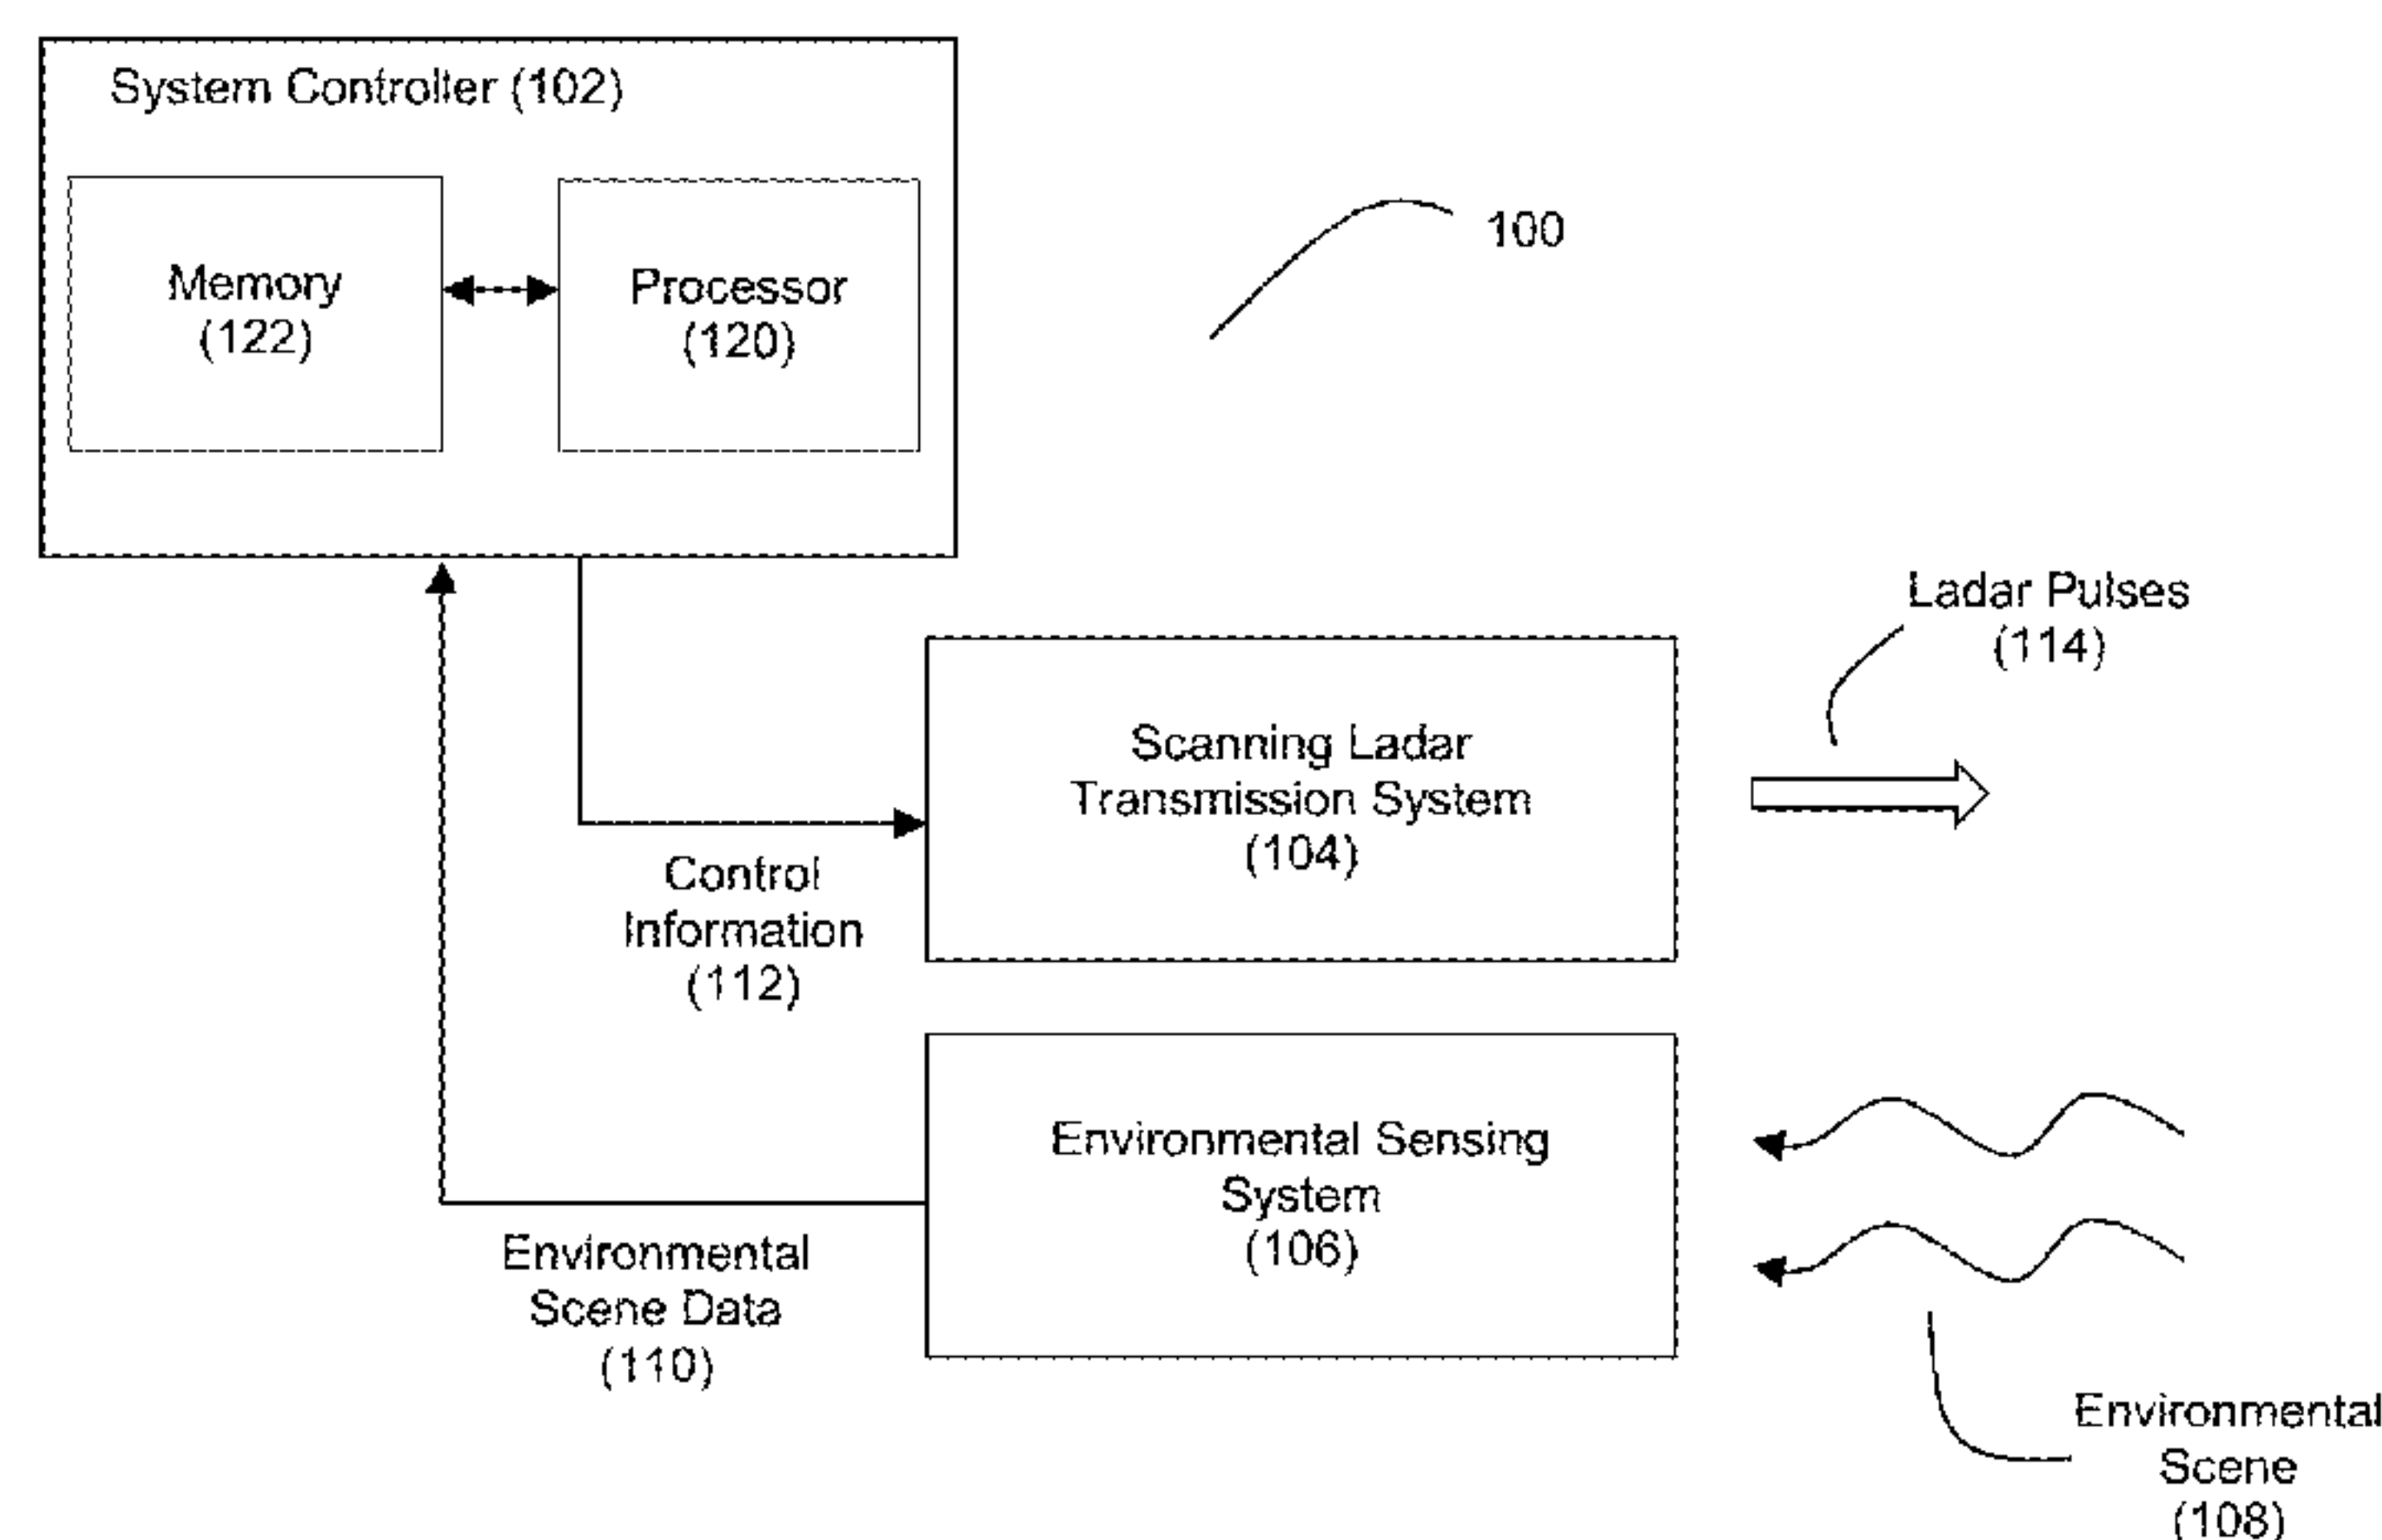 System Controller (102)
Memory
(122)
Processor
(120)
100
Ladar Pulses
(114)
Scanning Ladar
Transmission System
(104)
Control
Information
(112)
Environmental Sensing
System
(106)
Environmental
Scene Data
(110)
Environmental
Scene
(108)